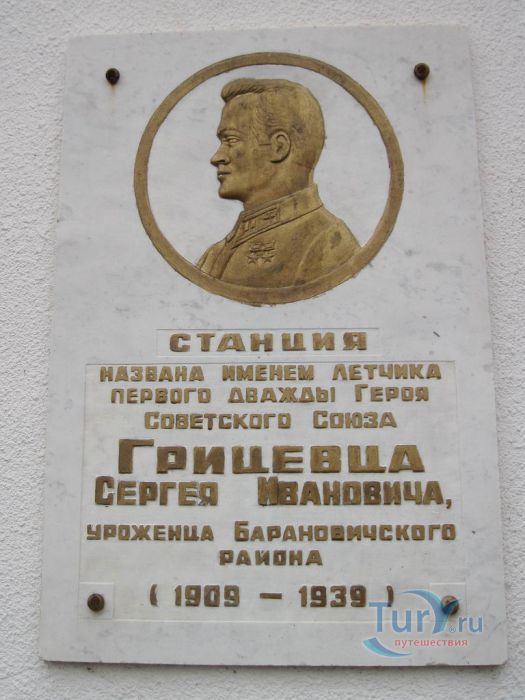 СТАНЦИЯ
НАЗВАНА ИМЕНЕМ ЛЕТЧИКА
ПЕРВОГО ДВАЖДЫ ГЕРОЯ
СОВЕТСКОГО СОЮЗА
ГРИЦЕВЦА
СЕРГЕЯ ИВАНОВИЧА,
УРОЖЕНЦА БАРАНОВИЧСКОГО
РАЙОНА
(1909 – 1939)
Tury.ru
путешествия